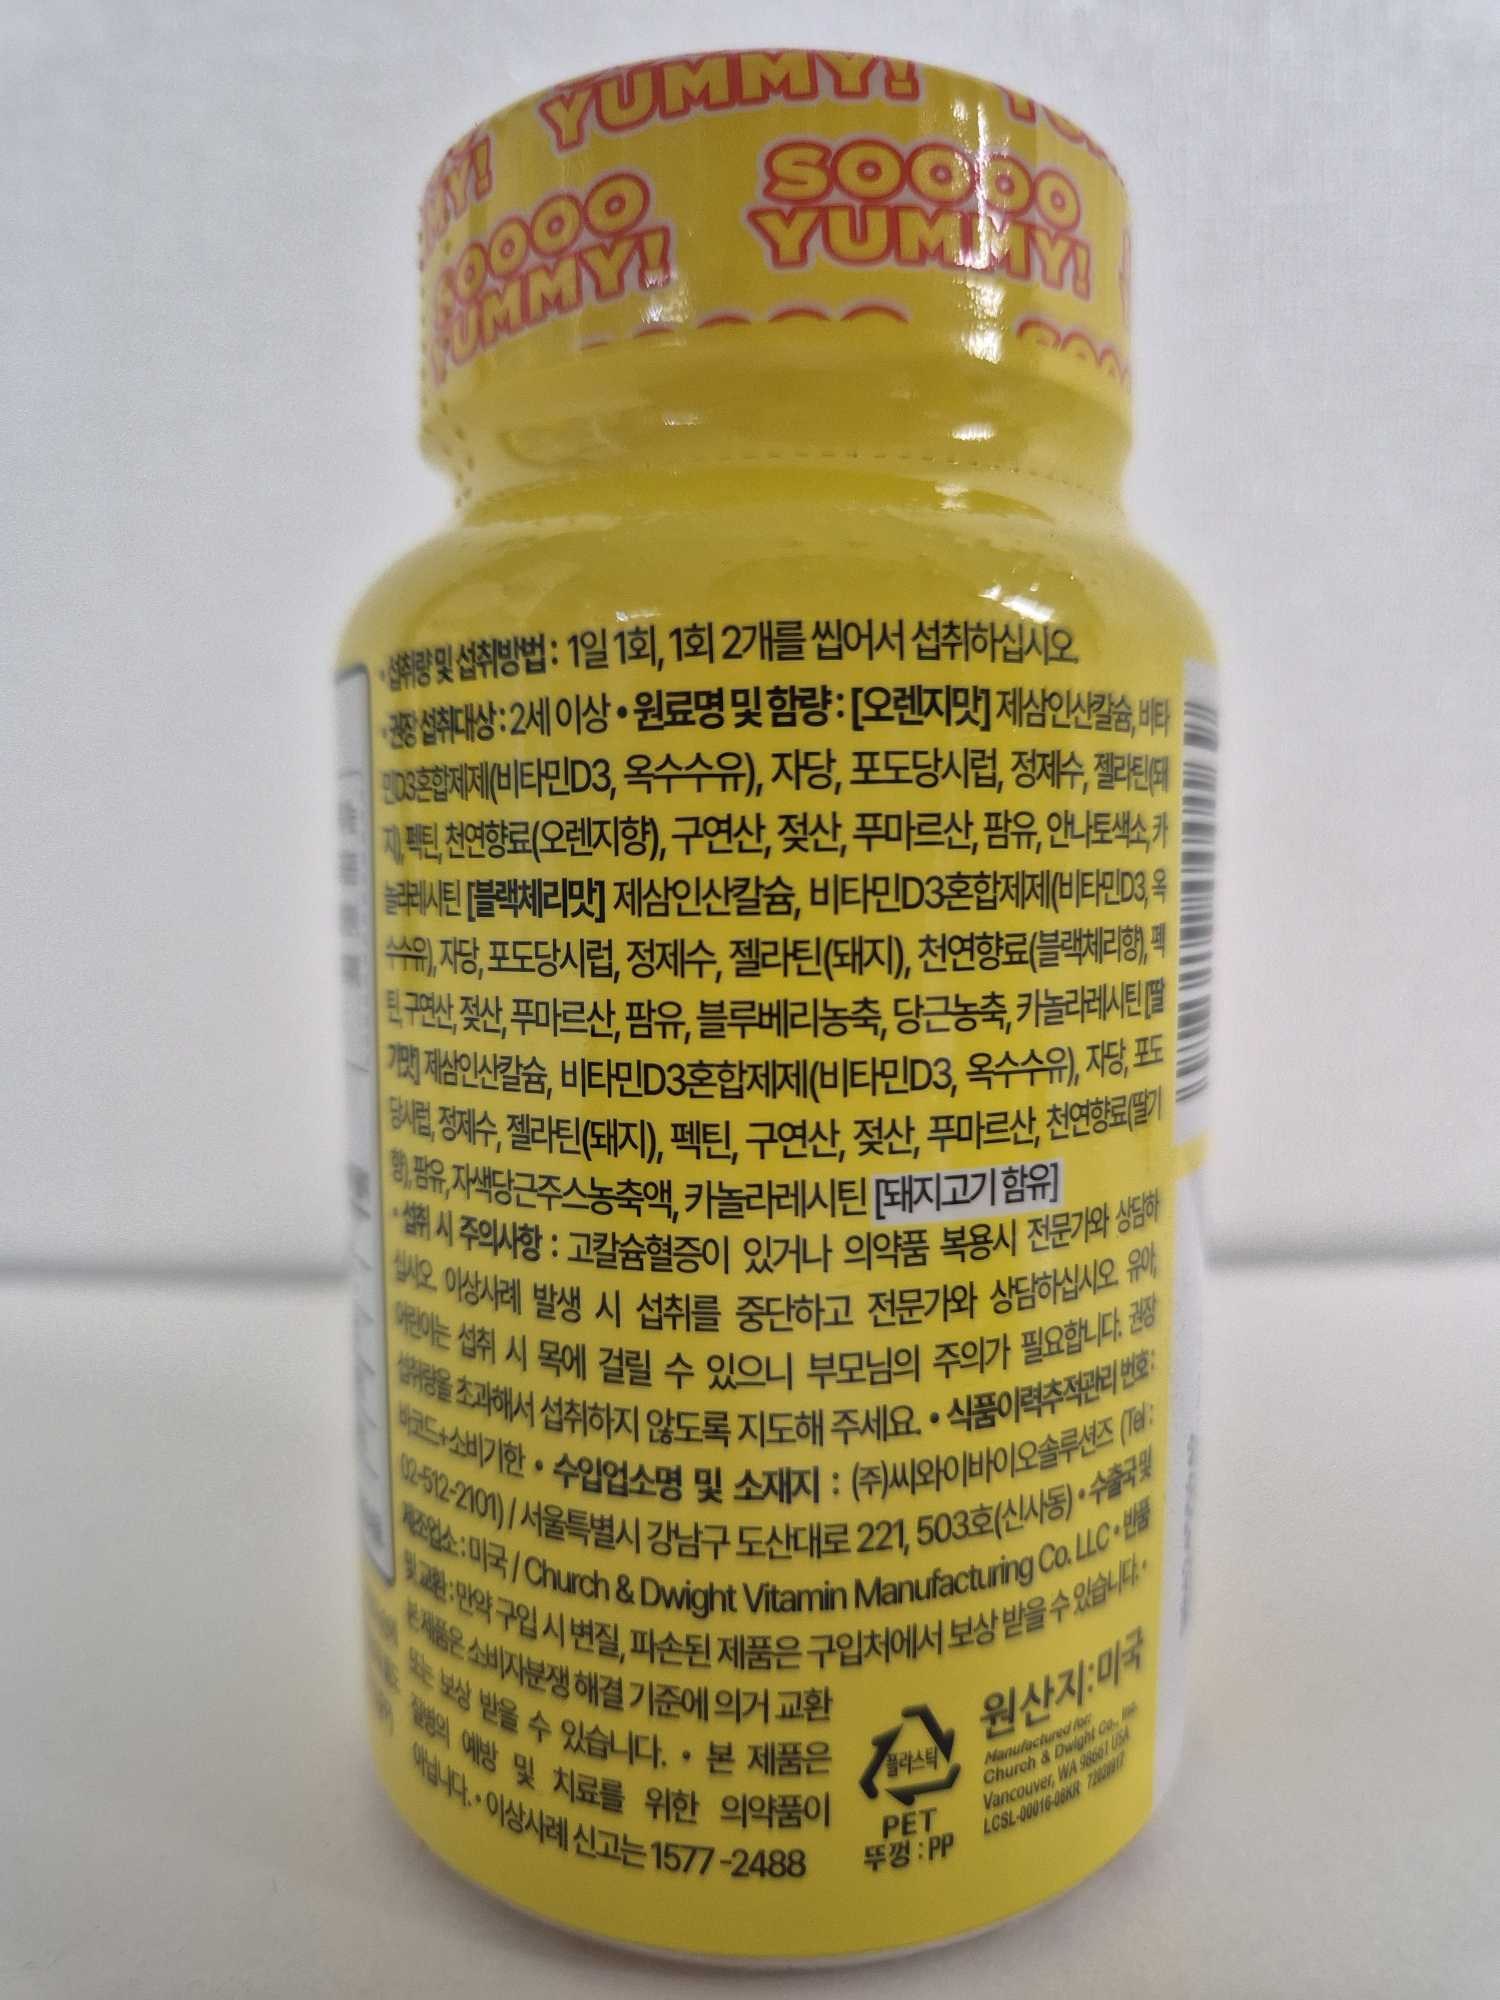 YUMMY!
SOOOO
YUMMY!
SOOOO
YUMMY!
• 섭취량 및 섭취방법 : 1일 1회, 1회 2개를 씹어서 섭취하십시오.
• 권장 섭취대상 : 2세 이상 • 원료명 및 함량 : [오렌지맛] 제삼인산칼슘, 비타
민D3혼합제제(비타민D3, 옥수수유), 자당, 포도당시럽, 정제수, 젤라틴(돼
지), 펙틴, 천연향료(오렌지향), 구연산, 젖산, 푸마르산, 팜유, 안나토색소, 카
놀라레시틴 [블랙체리맛] 제삼인산칼슘, 비타민D3혼합제제(비타민D3, 옥
수수유), 자당, 포도당시럽, 정제수, 젤라틴(돼지), 천연향료(블랙체리향), 펙
틴, 구연산, 젖산, 푸마르산, 팜유, 블루베리농축, 당근농축, 카놀라레시틴 [딸
기맛] 제삼인산칼슘, 비타민D3혼합제제(비타민D3, 옥수수유), 자당, 포도
당시럽, 정제수, 젤라틴(돼지), 펙틴, 구연산, 젖산, 푸마르산, 천연향료(딸기
향), 팜유, 자색당근주스농축액, 카놀라레시틴 [돼지고기 함유]
• 섭취 시 주의사항 : 고칼슘혈증이 있거나 의약품 복용시 전문가와 상담하
십시오. 이상사례 발생 시 섭취를 중단하고 전문가와 상담하십시오. 유아,
어린이는 섭취 시 목에 걸릴 수 있으니 부모님의 주의가 필요합니다. 권장
섭취량을 초과해서 섭취하지 않도록 지도해 주세요. • 식품이력추적관리 번호 :
바코드+소비기한 • 수입업소명 및 소재지 : (주)씨와이바이오솔루션즈 (Tel :
02-512-2101) / 서울특별시 강남구 도산대로 221, 503호(신사동) • 수출국 및
제조업소 : 미국 / Church & Dwight Vitamin Manufacturing Co. LLC • 반품
및 교환 : 만약 구입 시 변질, 파손된 제품은 구입처에서 보상 받을 수 있습니다. •
본 제품은 소비자분쟁 해결 기준에 의거 교환
또는 보상 받을 수 있습니다. • 본 제품은
질병의 예방 및 치료를 위한 의약품이
아닙니다. • 이상사례 신고는 1577-2488
플라스틱
PET
뚜껑 : PP
원산지 : 미국
Manufactured for:
Church & Dwight Co., Inc.
Vancouver, WA 98661 USA
LCSL-00016-08KR 72020917